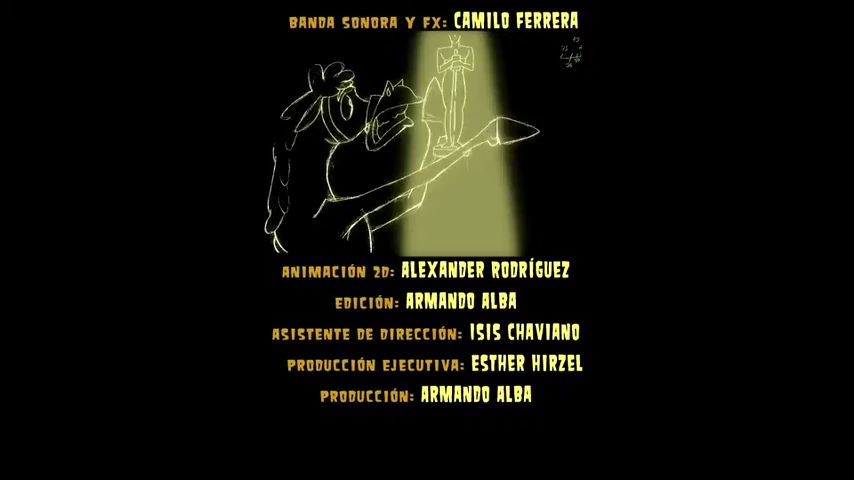 BANDA SONORA Y FX: CAMILO FERRERA
ANIMACIÓN 2D: ALEXANDER RODRÍGUEZ
EDICIÓN: ARMANDO ALBA
ASISTENTE DE DIRECCIÓN: ISIS CHAVIANO
PRODUCCIÓN EJECUTIVA: ESTHER HIRZEL
PRODUCCIÓN: ARMANDO ALBA